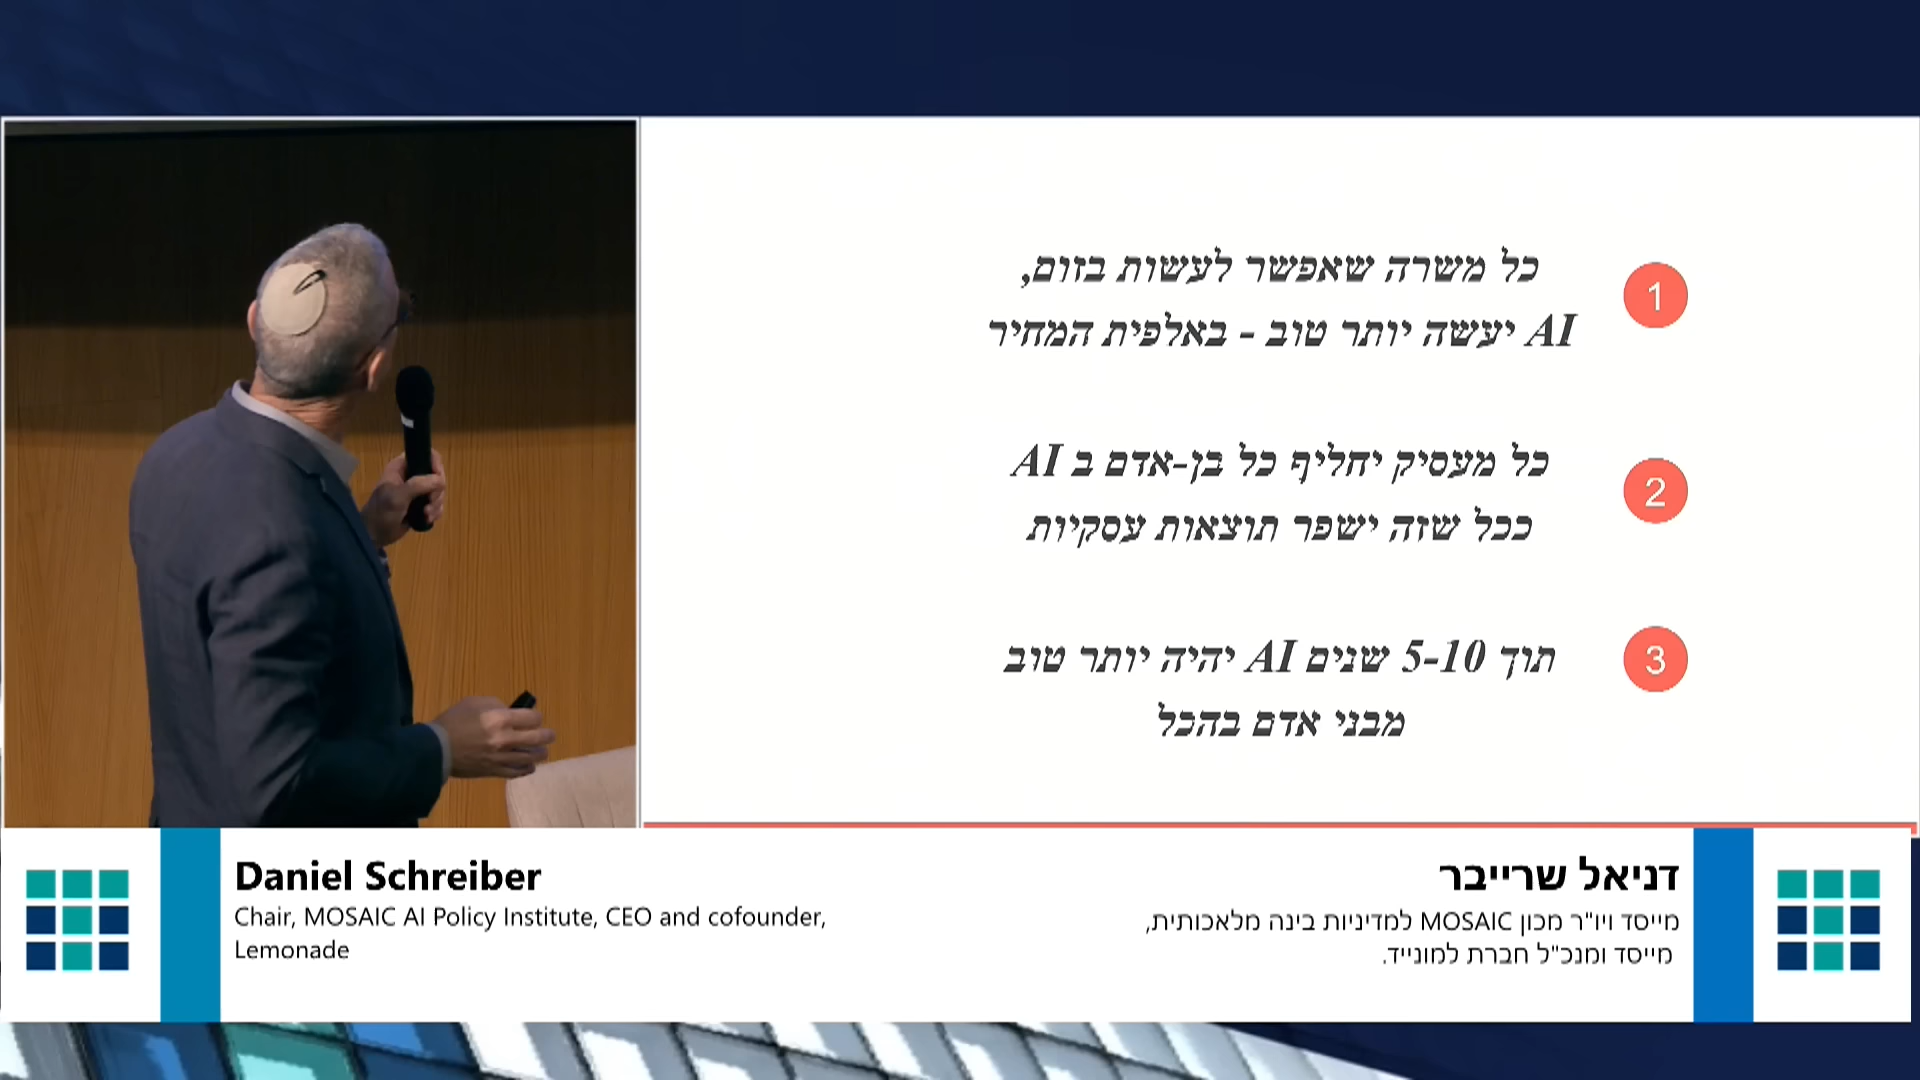 כל משרה שאפשר לעשות בזום,
AI יעשה יותר טוב - באלפית המחיר
1
כל מעסיק יחליף כל בן-אדם ב AI
ככל שזה ישפר תוצאות עסקיות
2
תוך 5-10 שנים AI יהיה יותר טוב
מבני אדם בהכל
3
Daniel Schreiber
Chair, MOSAIC AI Policy Institute, CEO and cofounder,
Lemonade
דניאל שרייבר
מייסד ויו"ר מכון MOSAIC למדיניות בינה מלאכותית,
מייסד ומנכ"ל חברת למונייד.